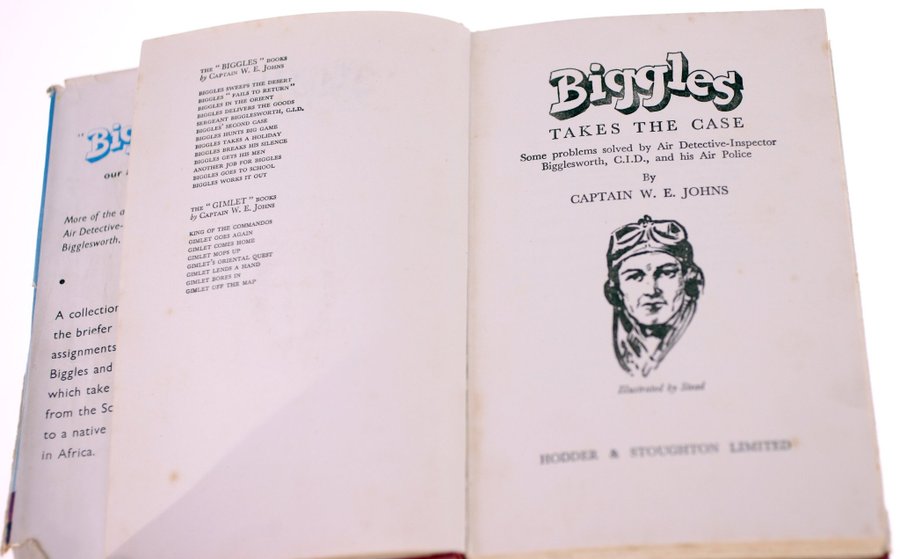 "Big
our
More of the a
Air Detective-
Bigglesworth,
A collection
the briefer
assignments
Biggles and
which take
from the Sc
to a native
in Africa.
THE "BIGGLES" BOOKS
by CAPTAIN W. E. JOHNS
BIGGLES SWEEPS THE DESERT
BIGGLES "FAILS TO RETURN"
BIGGLES IN THE ORIENT
BIGGLES DELIVERS THE GOODS
SERGEANT BIGGLESWORTH, C.I.D.
BIGGLES' SECOND CASE
BIGGLES HUNTS BIG GAME
BIGGLES TAKES A HOLIDAY
BIGGLES BREAKS HIS SILENCE
BIGGLES GETS HIS MEN
ANOTHER JOB FOR BIGGLES
BIGGLES GOES TO SCHOOL
BIGGLES WORKS IT OUT
THE "GIMLET" BOOKS
by CAPTAIN W. E. JOHNS
KING OF THE COMMANDOS
GIMLET GOES AGAIN
GIMLET COMES HOME
GIMLET MOPS UP
GIMLET'S ORIENTAL QUEST
GIMLET LENDS A HAND
GIMLET BORES IN
GIMLET OFF THE MAP
Biggles
TAKES THE CASE
Some problems solved by Air Detective-Inspector
Bigglesworth, C.I.D., and his Air Police
By
CAPTAIN W. E. JOHNS
Illustrated by Stead
HODDER & STOUGHTON LIMITED